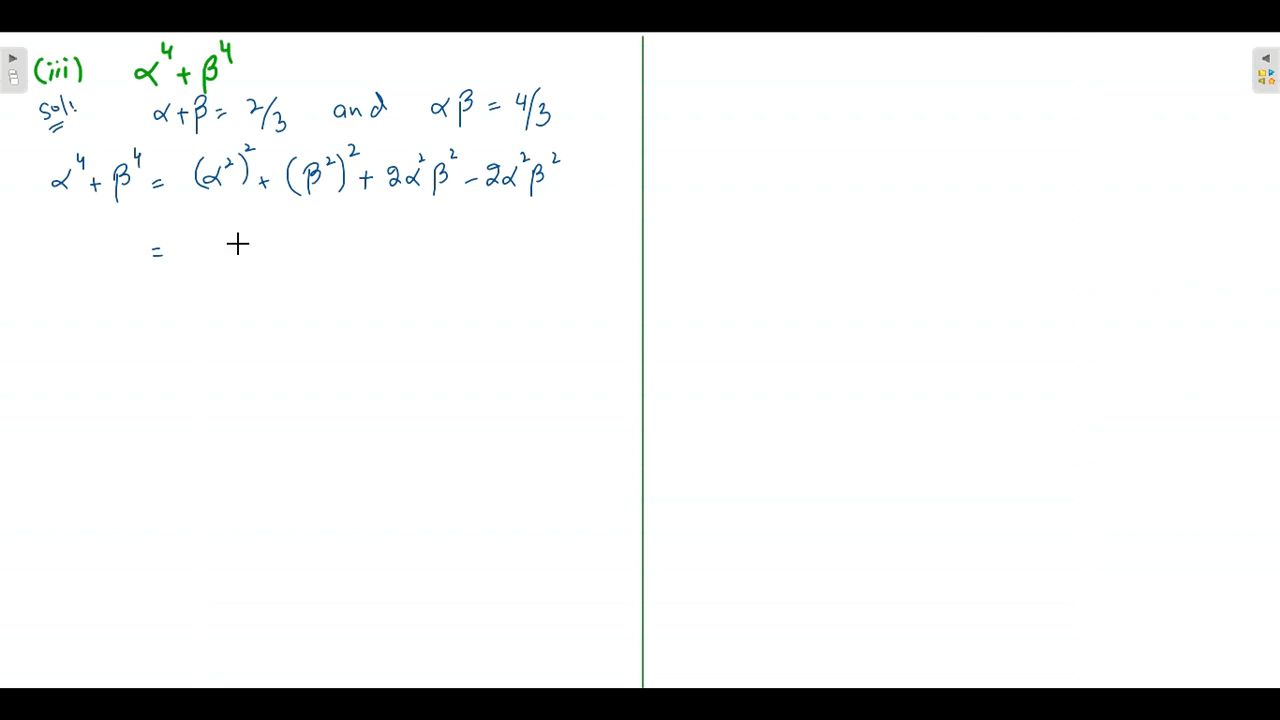 (iii) α⁴ + β⁴
Sol: α + β = 2/3 and αβ = 4/3
α⁴ + β⁴ = (α²)² + (β²)² + 2α²β² - 2α²β²
=